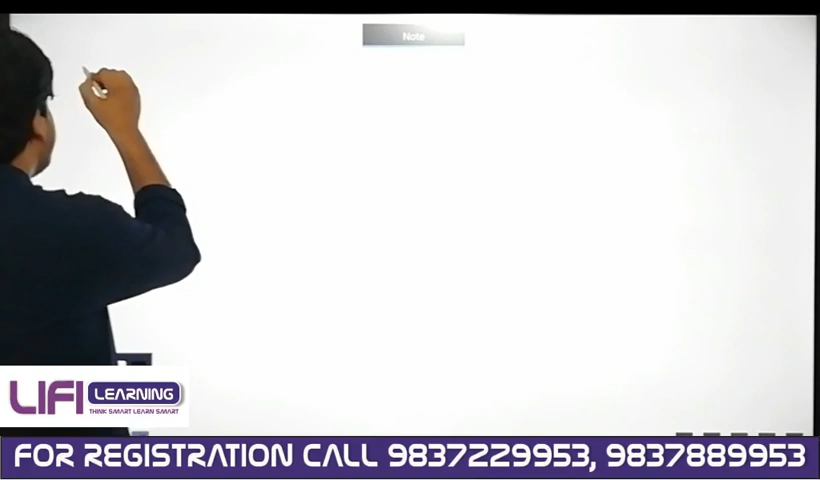 Note
LIFI LEARNING
THINK SMART LEARN SMART
FOR REGISTRATION CALL 9837229953, 9837889953